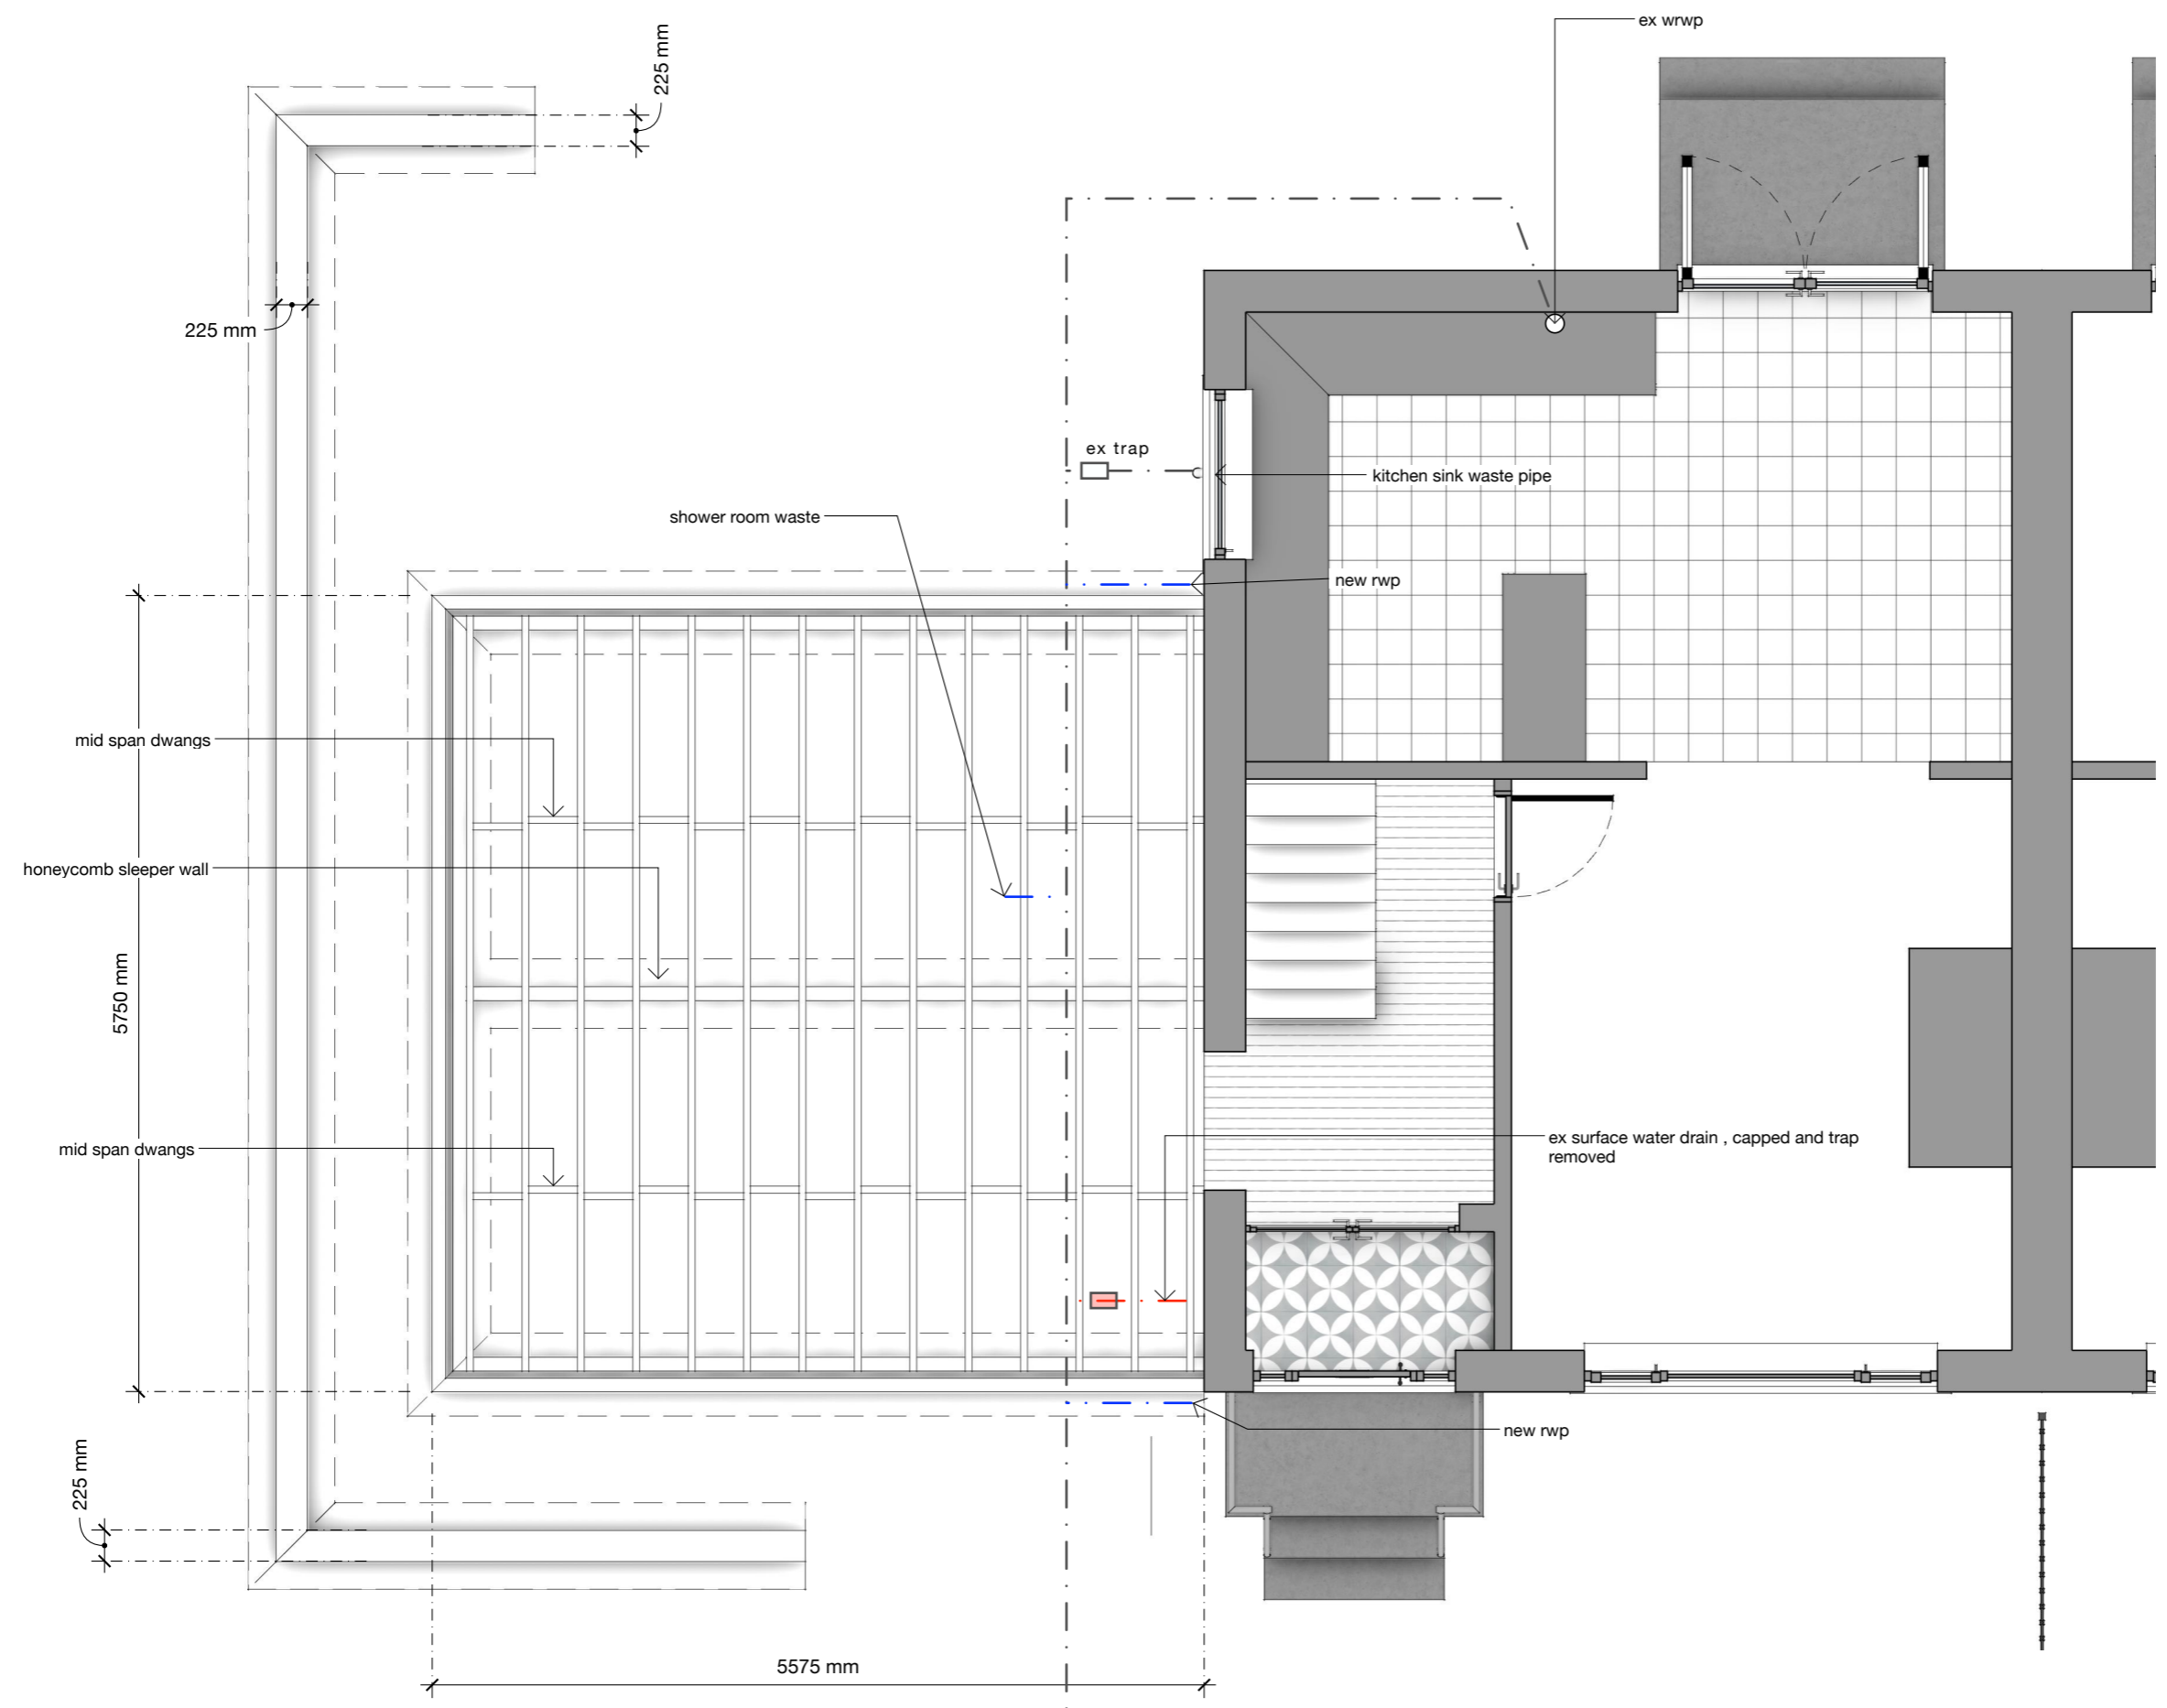 ex wrwp
225 mm
225 mm
ex trap
kitchen sink waste pipe
shower room waste
new rwp
mid span dwangs
honeycomb sleeper wall
5750 mm
mid span dwangs
ex surface water drain , capped and trap
removed
new rwp
225 mm
5575 mm